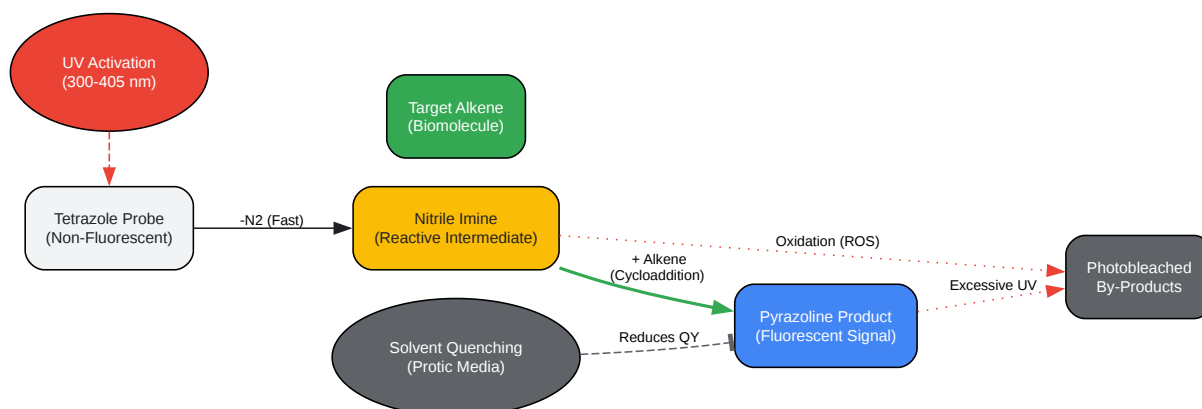 UV Activation
(300-405 nm)
Target Alkene
(Biomolecule)
Tetrazole Probe
(Non-Fluorescent)
-N2 (Fast)
Nitrile Imine
(Reactive Intermediate)
Oxidation (ROS)
+ Alkene
(Cycloaddition)
Photobleached
By-Products
Excessive UV
Pyrazoline Product
(Fluorescent Signal)
Reduces QY
Solvent Quenching
(Protic Media)